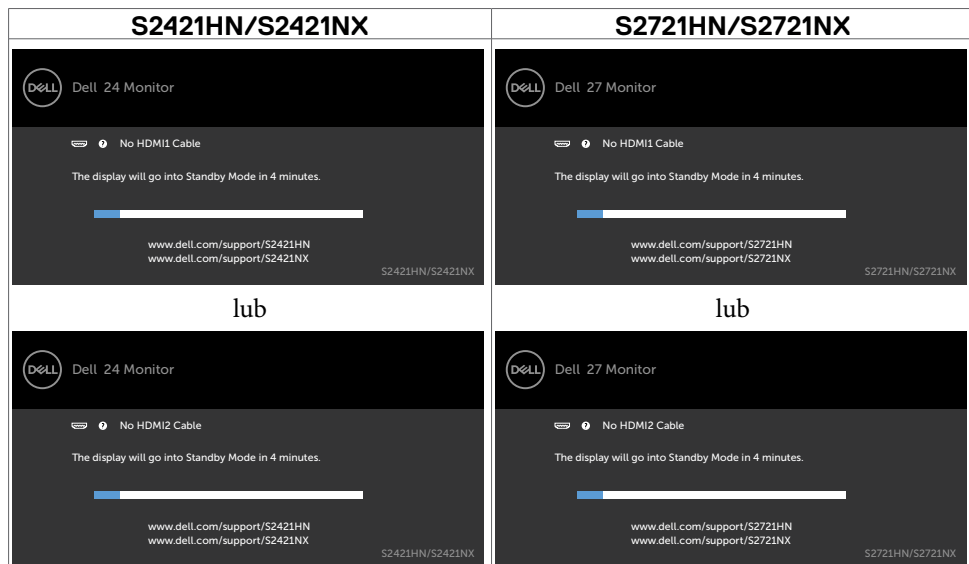 S2421HN/S2421NX
S2721HN/S2721NX
DELL
Dell 24 Monitor
No HDMI1 Cable
The display will go into Standby Mode in 4 minutes.
www.dell.com/support/S2421HN
www.dell.com/support/S2421NX
S2421HN/S2421NX
DELL
Dell 27 Monitor
No HDMI1 Cable
The display will go into Standby Mode in 4 minutes.
www.dell.com/support/S2721HN
www.dell.com/support/S2721NX
S2721HN/S2721NX
lub
lub
DELL
Dell 24 Monitor
No HDMI2 Cable
The display will go into Standby Mode in 4 minutes.
www.dell.com/support/S2421HN
www.dell.com/support/S2421NX
S2421HN/S2421NX
DELL
Dell 27 Monitor
No HDMI2 Cable
The display will go into Standby Mode in 4 minutes.
www.dell.com/support/S2721HN
www.dell.com/support/S2721NX
S2721HN/S2721NX